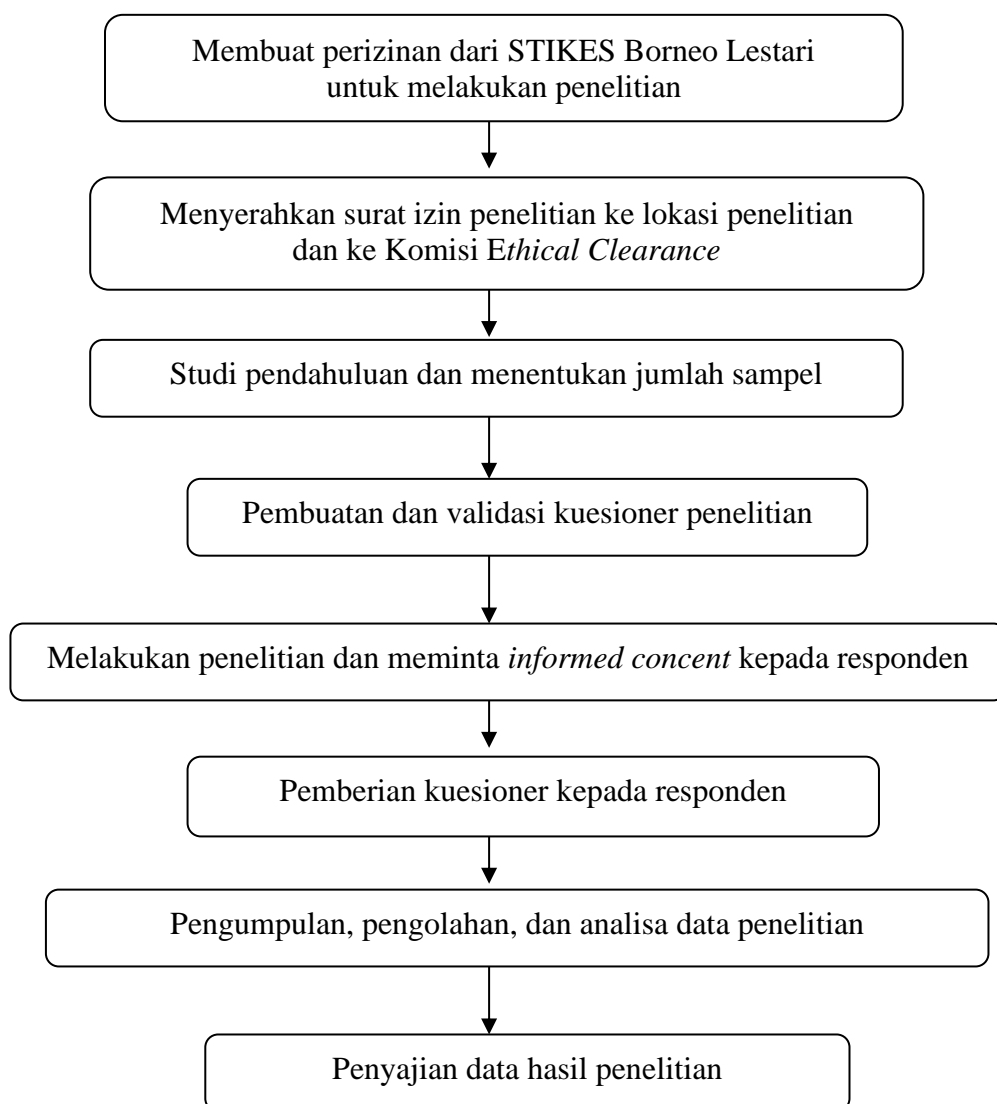 Membuat perizinan dari STIKES Borneo Lestari
untuk melakukan penelitian
Menyerahkan surat izin penelitian ke lokasi penelitian
dan ke Komisi Ethical Clearance
Studi pendahuluan dan menentukan jumlah sampel
Pembuatan dan validasi kuesioner penelitian
Melakukan penelitian dan meminta informed concent kepada responden
Pemberian kuesioner kepada responden
Pengumpulan, pengolahan, dan analisa data penelitian
Penyajian data hasil penelitian